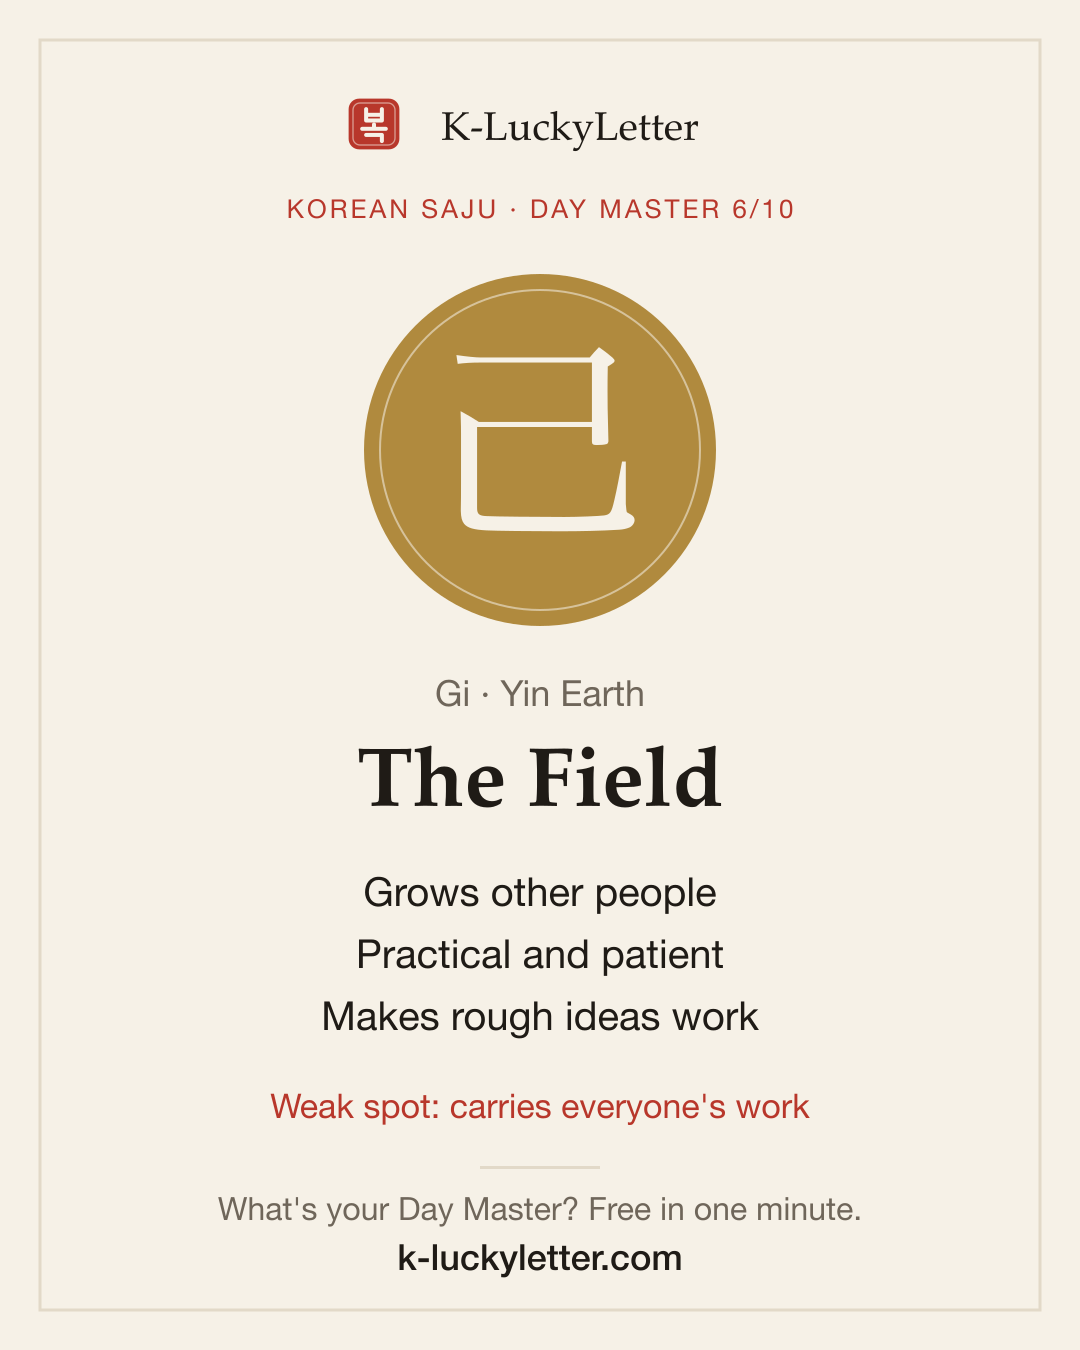 복 K-LuckyLetter
KOREAN SAJU · DAY MASTER 6/10
己
Gi · Yin Earth
The Field
Grows other people
Practical and patient
Makes rough ideas work
Weak spot: carries everyone's work
What's your Day Master? Free in one minute.
k-luckyletter.com